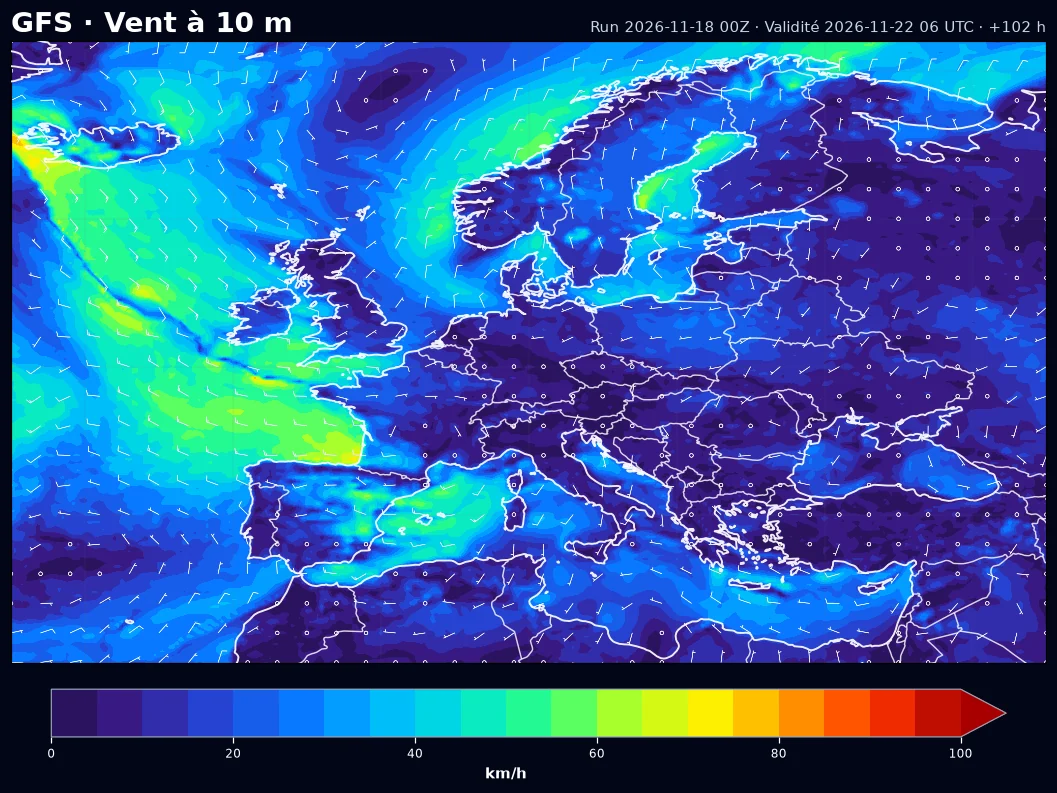 GFS · Vent à 10 m
Run 2026-11-18 00Z · Validité 2026-11-22 06 UTC · +102 h
0 20 40 60 80 100
km/h